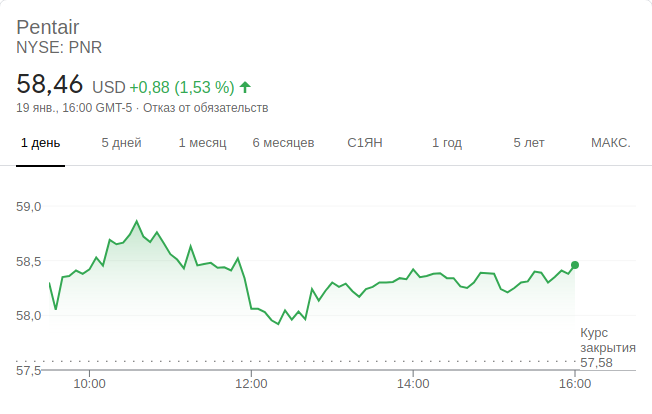 Pentair
NYSE: PNR
58,46 USD +0,88 (1,53 %)
19 янв., 16:00 GMT-5 · Отказ от обязательств
1 день 5 дней 1 месяц 6 месяцев С1ЯН 1 год 5 лет МАКС.
59,0
58,5
58,0
Курс
закрытия
57,58
57,5
10:00 12:00 14:00 16:00